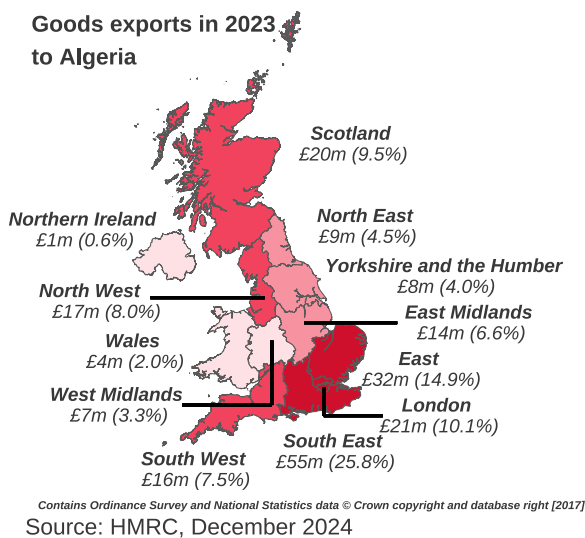 Goods exports in 2023
to Algeria
Scotland
£20m (9.5%)
Northern Ireland
£1m (0.6%)
North East
£9m (4.5%)
Yorkshire and the Humber
£8m (4.0%)
North West
£17m (8.0%)
East Midlands
£14m (6.6%)
Wales
£4m (2.0%)
East
£32m (14.9%)
West Midlands
£7m (3.3%)
London
£21m (10.1%)
South East
£55m (25.8%)
South West
£16m (7.5%)
Contains Ordinance Survey and National Statistics data © Crown copyright and database right [2017]
Source: HMRC, December 2024